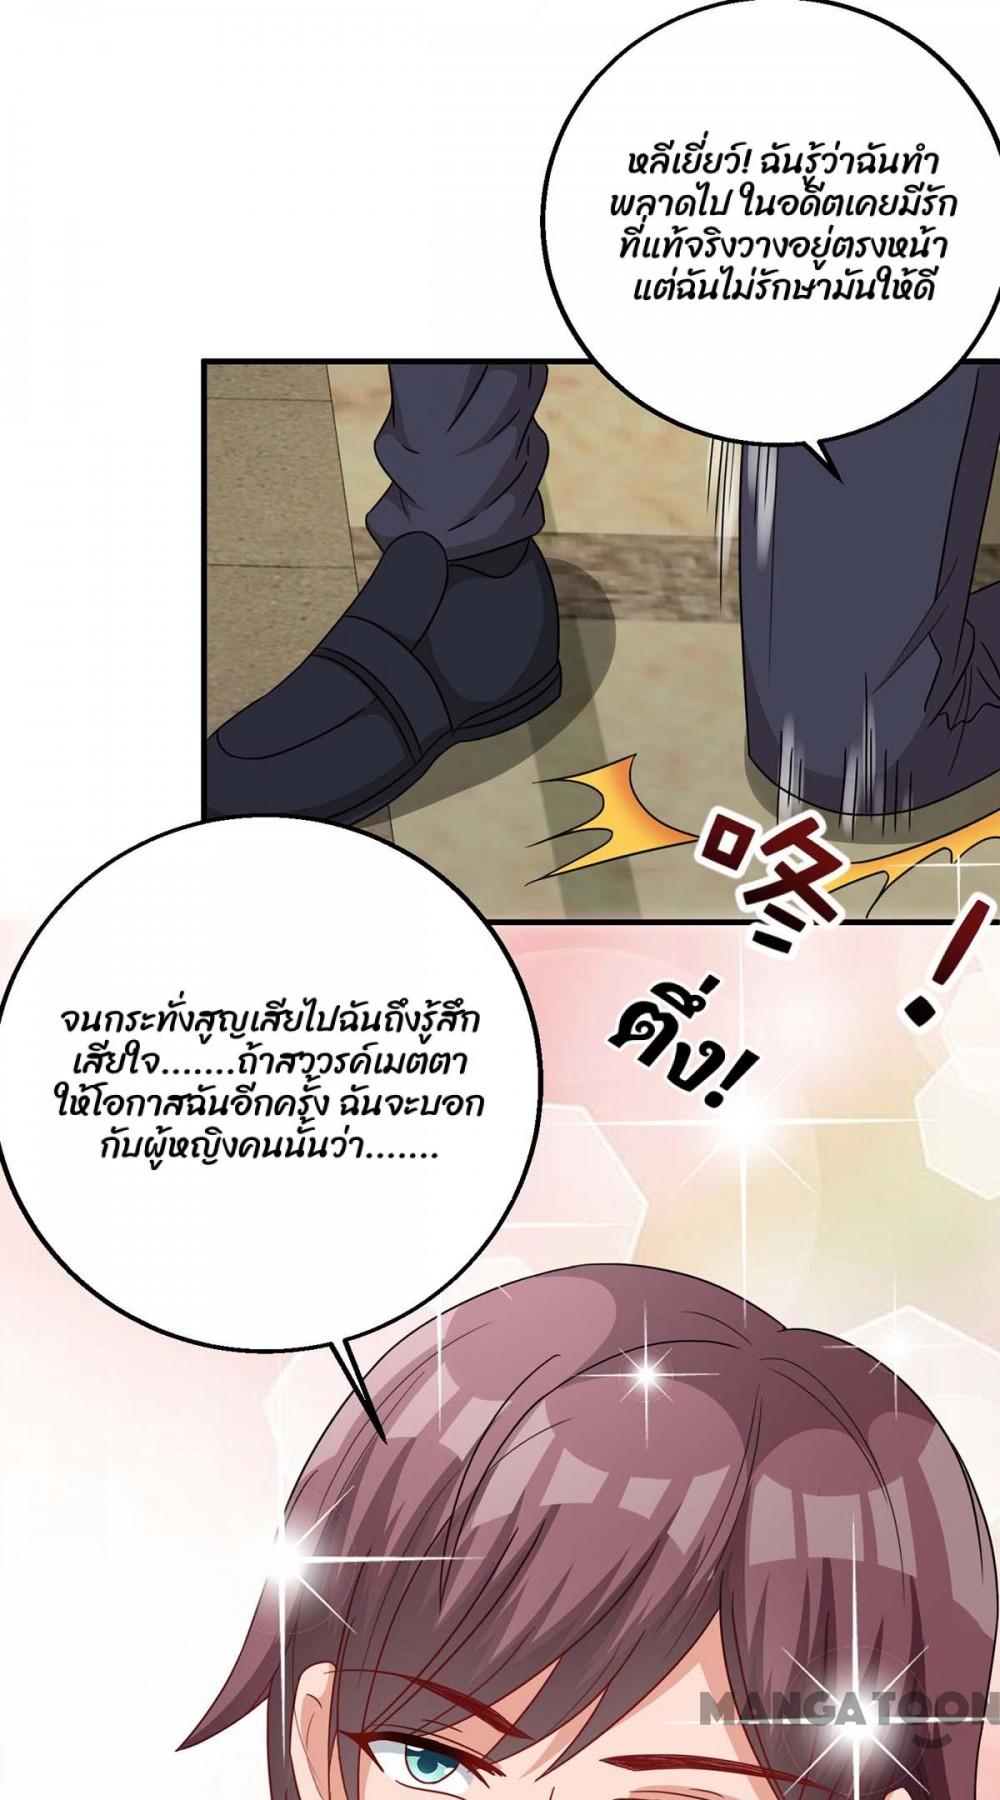 หลีเยี่ยว์! ฉันรู้ว่าฉันทำ
พลาดไป ในอดีตเคยมีรัก
ที่แท้จริงวางอยู่ตรงหน้า
แต่ฉันไม่รักษามันให้ดี
咚!
ตึ่ง!
จนกระทั่งสูญเสียไปฉันถึงรู้สึก
เสียใจ.......ถ้าสววรค์เมตตา
ให้โอกาสฉันอีกครั้ง ฉันจะบอก
กับผู้หญิงคนนั้นว่า.......
MANGATOON